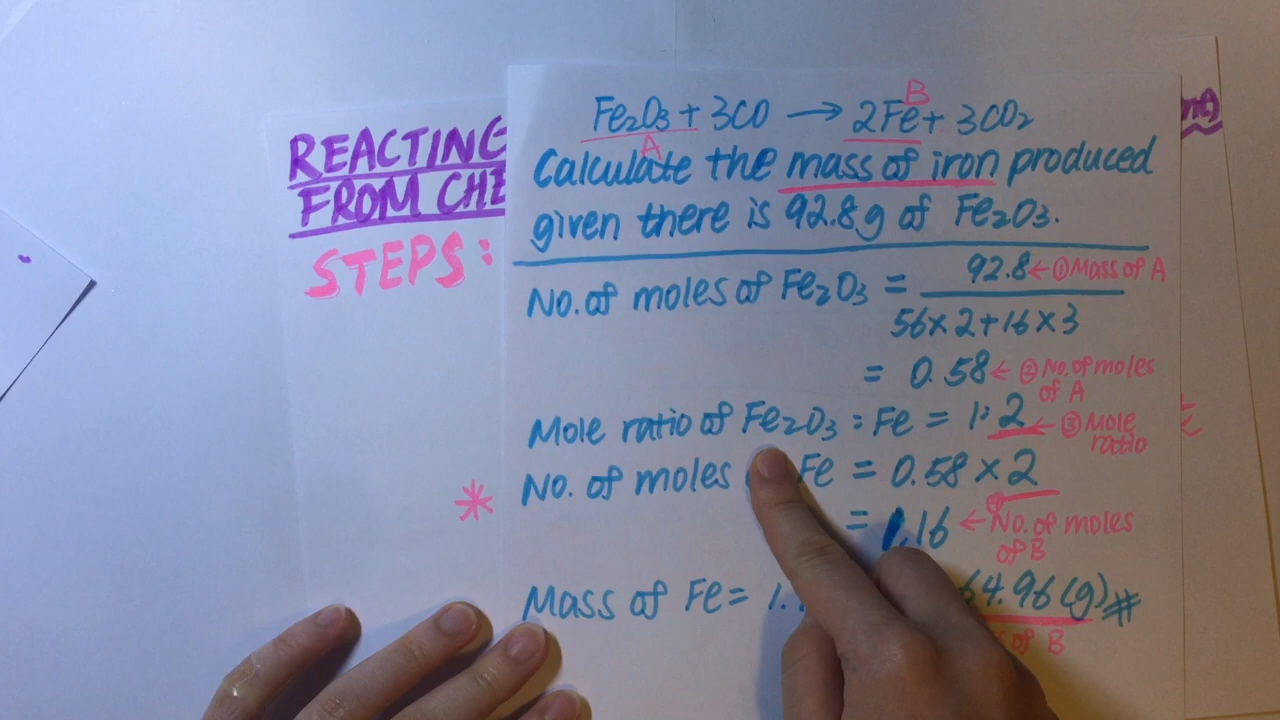 Fe₂O₃ + 3CO → 2Fe + 3CO₂
A
B
Calculate the mass of iron produced
given there is 92.8g of Fe₂O₃.
REACTING
FROM
STEPS:
No. of moles of Fe₂O₃ = 92.8 ← ① Mass of A
56×2+16×3
= 0.58 ← ② No. of moles
of A
Mole ratio of Fe₂O₃ : Fe = 1:2 ← ③ Mole
ratio
* No. of moles Fe = 0.58 × 2
= 1.16 ← No. of moles
of B
Mass of Fe = 64.96 (g) #
of B